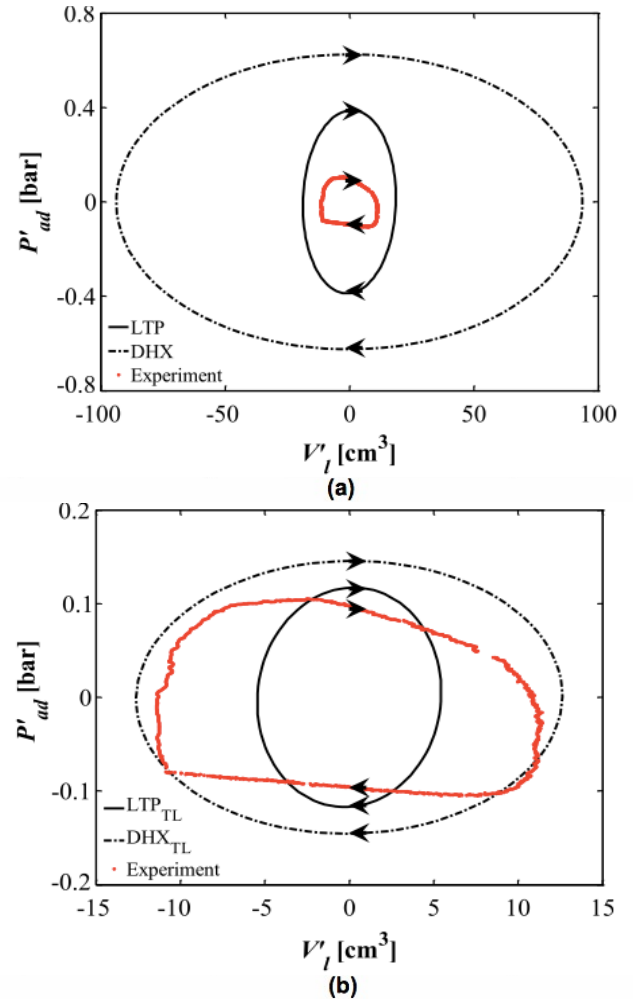 0.8
0.4
0
-0.4
-0.8
P'ad [bar]
LTP
DHX
Experiment
-100 -50 0 50 100
V'l [cm³]
(a)
0.2
0.1
0
-0.1
-0.2
P'ad [bar]
LTP_TL
DHX_TL
Experiment
-15 -10 -5 0 5 10 15
V'l [cm³]
(b)